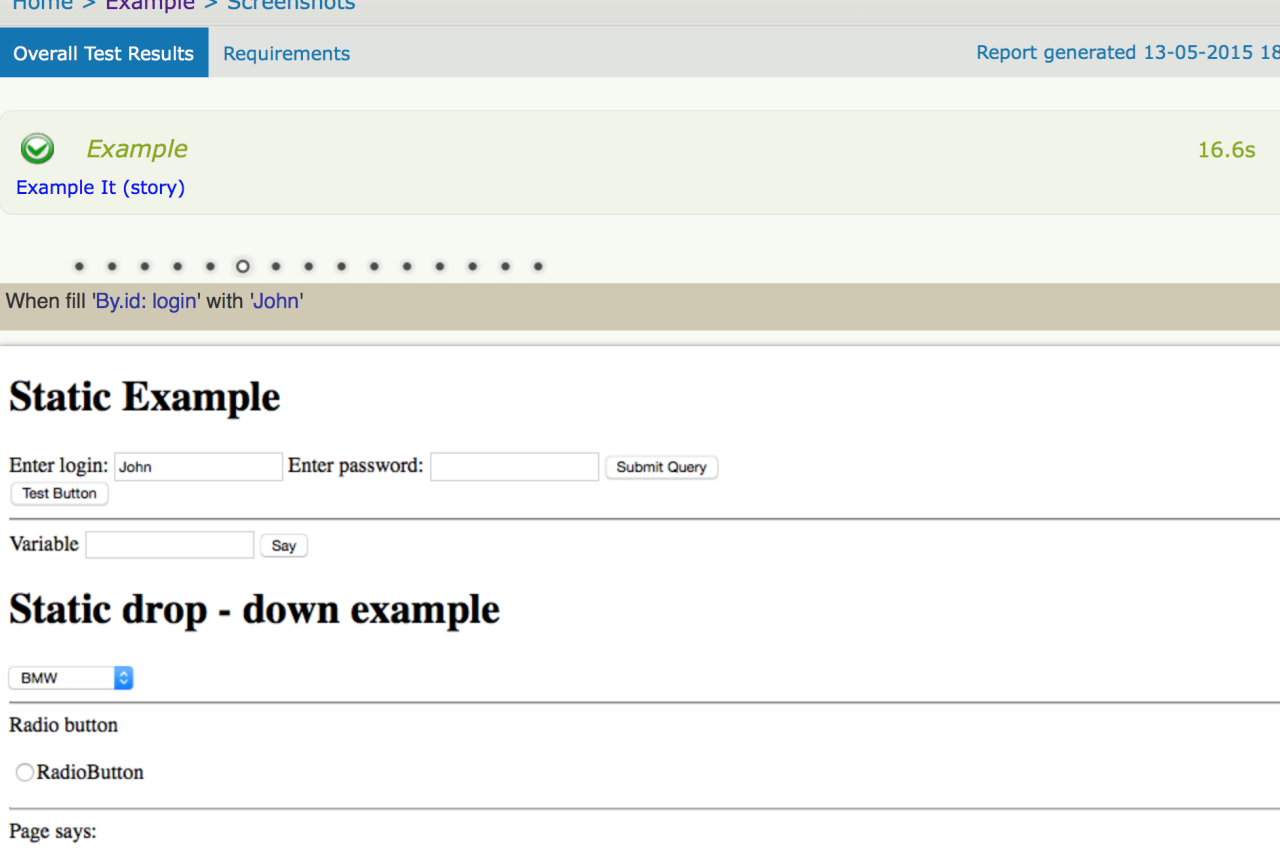 Home > Example > Screenshots
Overall Test Results Requirements Report generated 13-05-2015 18
Example 16.6s
Example It (story)
When fill 'By.id: login' with 'John'
Static Example
Enter login: John Enter password: Submit Query
Test Button
Variable Say
Static drop - down example
BMW
Radio button
RadioButton
Page says: